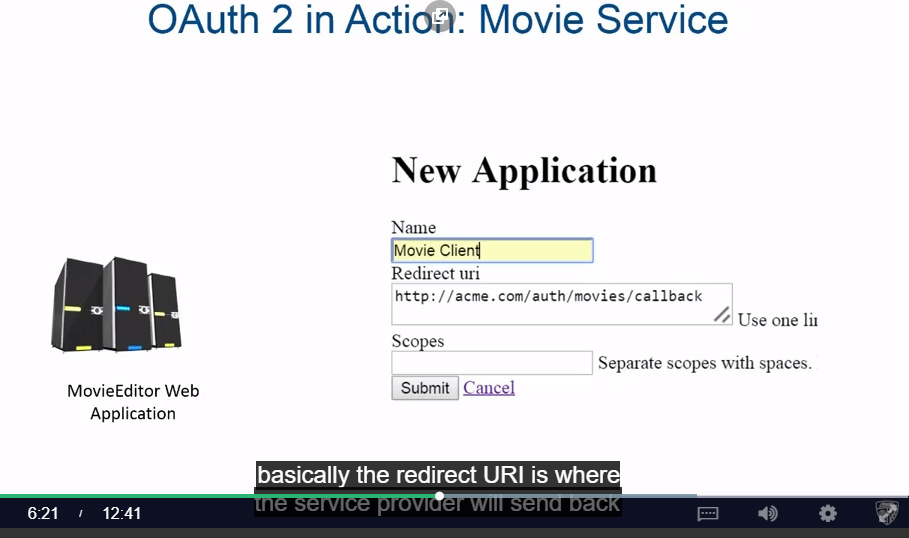 OAuth 2 in Action: Movie Service
New Application
Name
Movie Client
Redirect uri
http://acme.com/auth/movies/callback
Use one
Scopes
Separate scopes with spaces.
Submit Cancel
MovieEditor Web
Application
basically the redirect URI is where
the service provider will send back
6:21 / 12:41